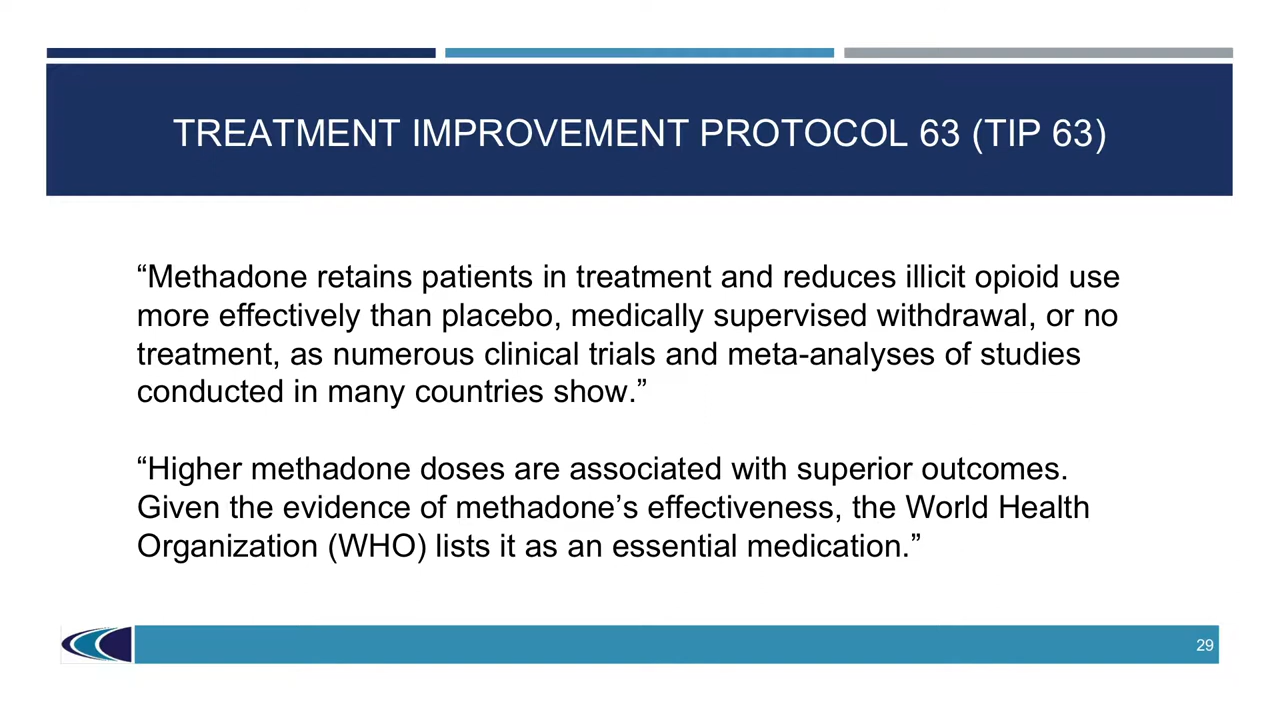 TREATMENT IMPROVEMENT PROTOCOL 63 (TIP 63)
“Methadone retains patients in treatment and reduces illicit opioid use
more effectively than placebo, medically supervised withdrawal, or no
treatment, as numerous clinical trials and meta-analyses of studies
conducted in many countries show.”
“Higher methadone doses are associated with superior outcomes.
Given the evidence of methadone’s effectiveness, the World Health
Organization (WHO) lists it as an essential medication.”
29